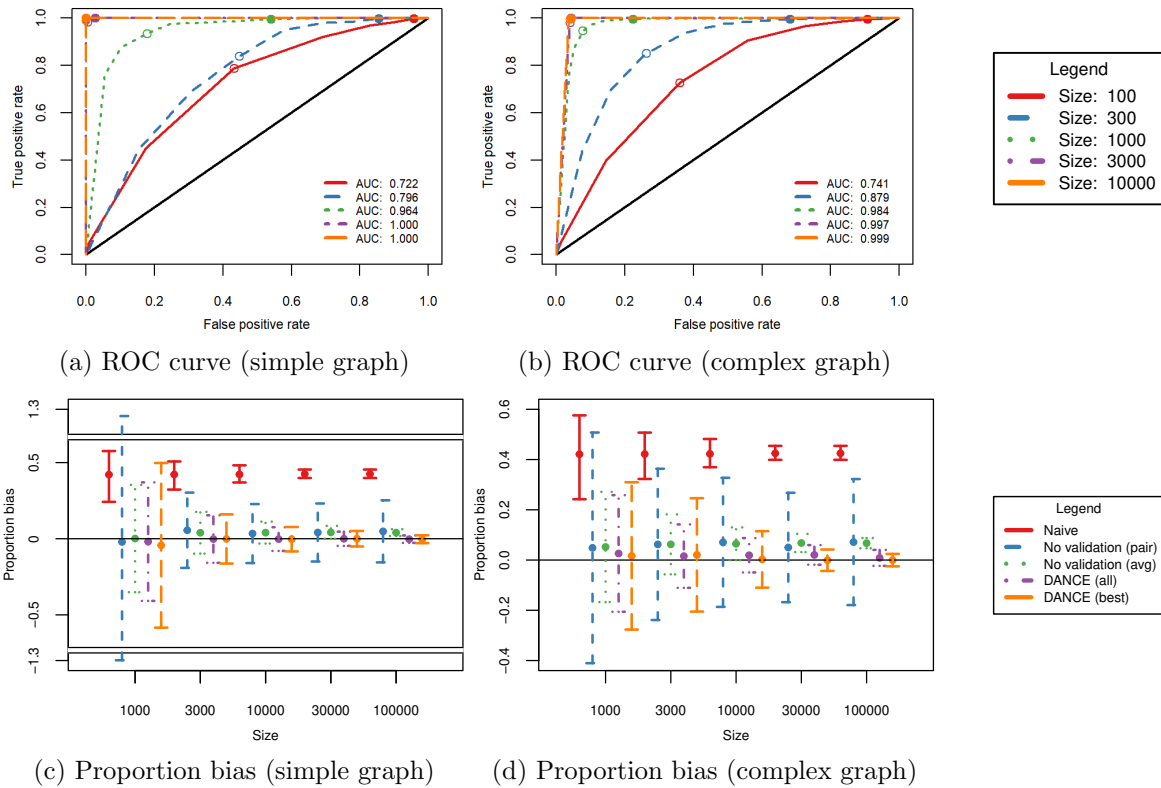 True positive rate
1.0
0.8
0.6
0.4
0.2
0.0
AUC: 0.722
AUC: 0.796
AUC: 0.964
AUC: 1.000
AUC: 1.000
0.0 0.2 0.4 0.6 0.8 1.0
False positive rate
(a) ROC curve (simple graph)
True positive rate
1.0
0.8
0.6
0.4
0.2
0.0
AUC: 0.741
AUC: 0.879
AUC: 0.984
AUC: 0.997
AUC: 0.999
0.0 0.2 0.4 0.6 0.8 1.0
False positive rate
(b) ROC curve (complex graph)
Legend
Size: 100
Size: 300
Size: 1000
Size: 3000
Size: 10000
Proportion bias
1.3
0.5
0
−0.5
−1.3
1000 3000 10000 30000 100000
Size
(c) Proportion bias (simple graph)
Proportion bias
0.6
0.4
0.2
0.0
−0.2
−0.4
1000 3000 10000 30000 100000
Size
(d) Proportion bias (complex graph)
Legend
Naive
No validation (pair)
No validation (avg)
DANCE (all)
DANCE (best)